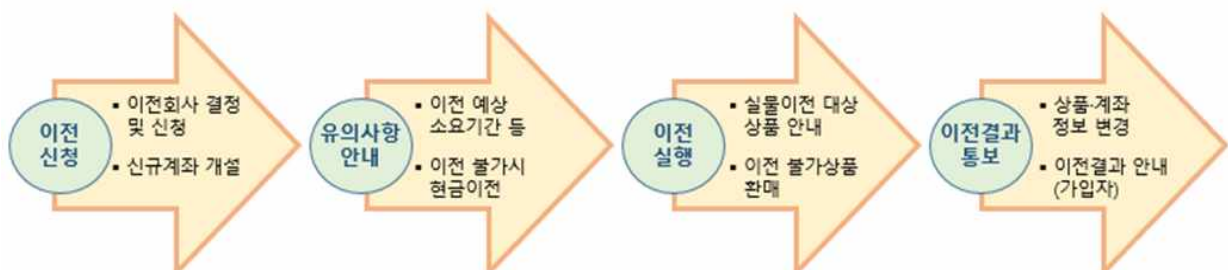 이전
신청
▪ 이전회사 결정
및 신청
▪ 신규계좌 개설
유의사항
안내
▪ 이전 예상
소요기간 등
▪ 이전 불가시
현금이전
이전
실행
▪ 실물이전 대상
상품 안내
▪ 이전 불가상품
환매
이전결과
통보
▪ 상품·계좌
정보 변경
▪ 이전결과 안내
(가입자)